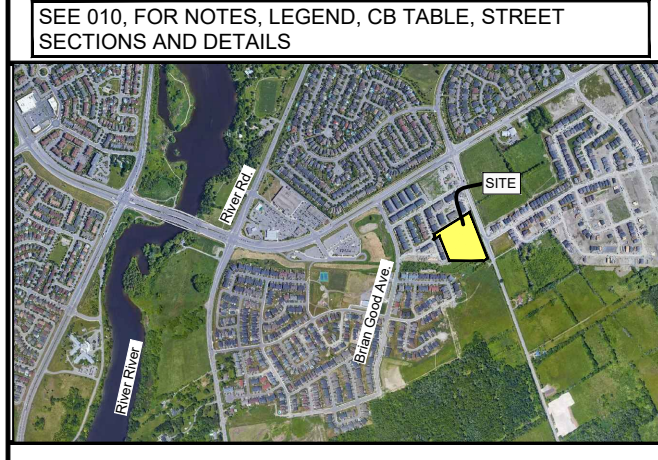 SEE 010, FOR NOTES, LEGEND, CB TABLE, STREET
SECTIONS AND DETAILS
River Rd.
SITE
Brian Good Ave.
River River